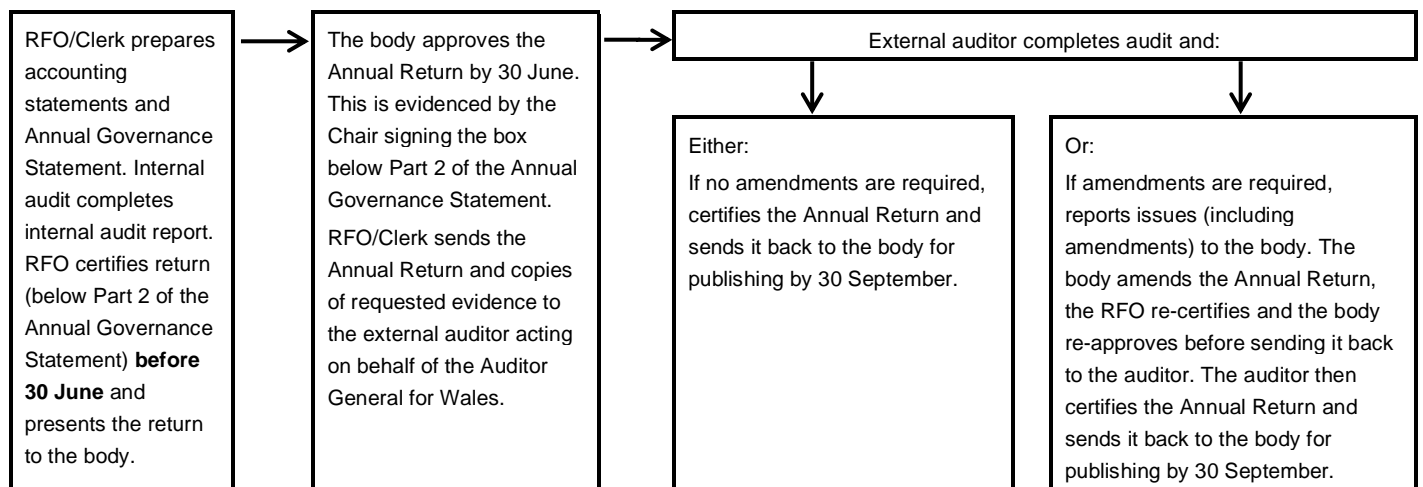 RFO/Clerk prepares
accounting
statements and
Annual Governance
Statement. Internal
audit completes
internal audit report.
RFO certifies return
(below Part 2 of the
Annual Governance
Statement) before
30 June and
presents the return
to the body.
The body approves the
Annual Return by 30 June.
This is evidenced by the
Chair signing the box
below Part 2 of the Annual
Governance Statement.
RFO/Clerk sends the
Annual Return and copies
of requested evidence to
the external auditor acting
on behalf of the Auditor
General for Wales.
External auditor completes audit and:
Either:
If no amendments are required,
certifies the Annual Return and
sends it back to the body for
publishing by 30 September.
Or:
If amendments are required,
reports issues (including
amendments) to the body. The
body amends the Annual Return,
the RFO re-certifies and the body
re-approves before sending it back
to the auditor. The auditor then
certifies the Annual Return and
sends it back to the body for
publishing by 30 September.